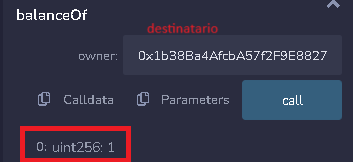 balanceOf
destinatario
owner: 0x1b38Ba4AfcbA57f2F9E8827
Calldata Parameters call
0: uint256: 1